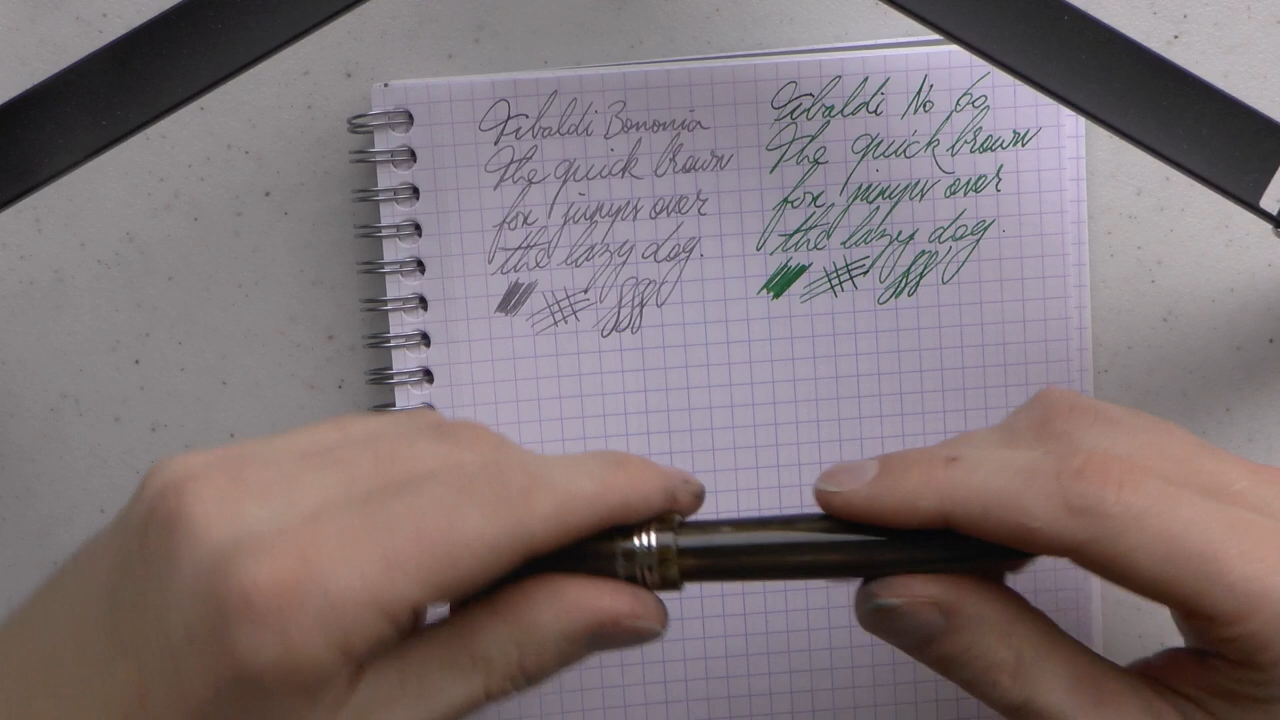 Tibaldi Bononia
The quick brown
fox jumps over
the lazy dog.
Tibaldi No 60
The quick brown
fox jumps over
the lazy dog.